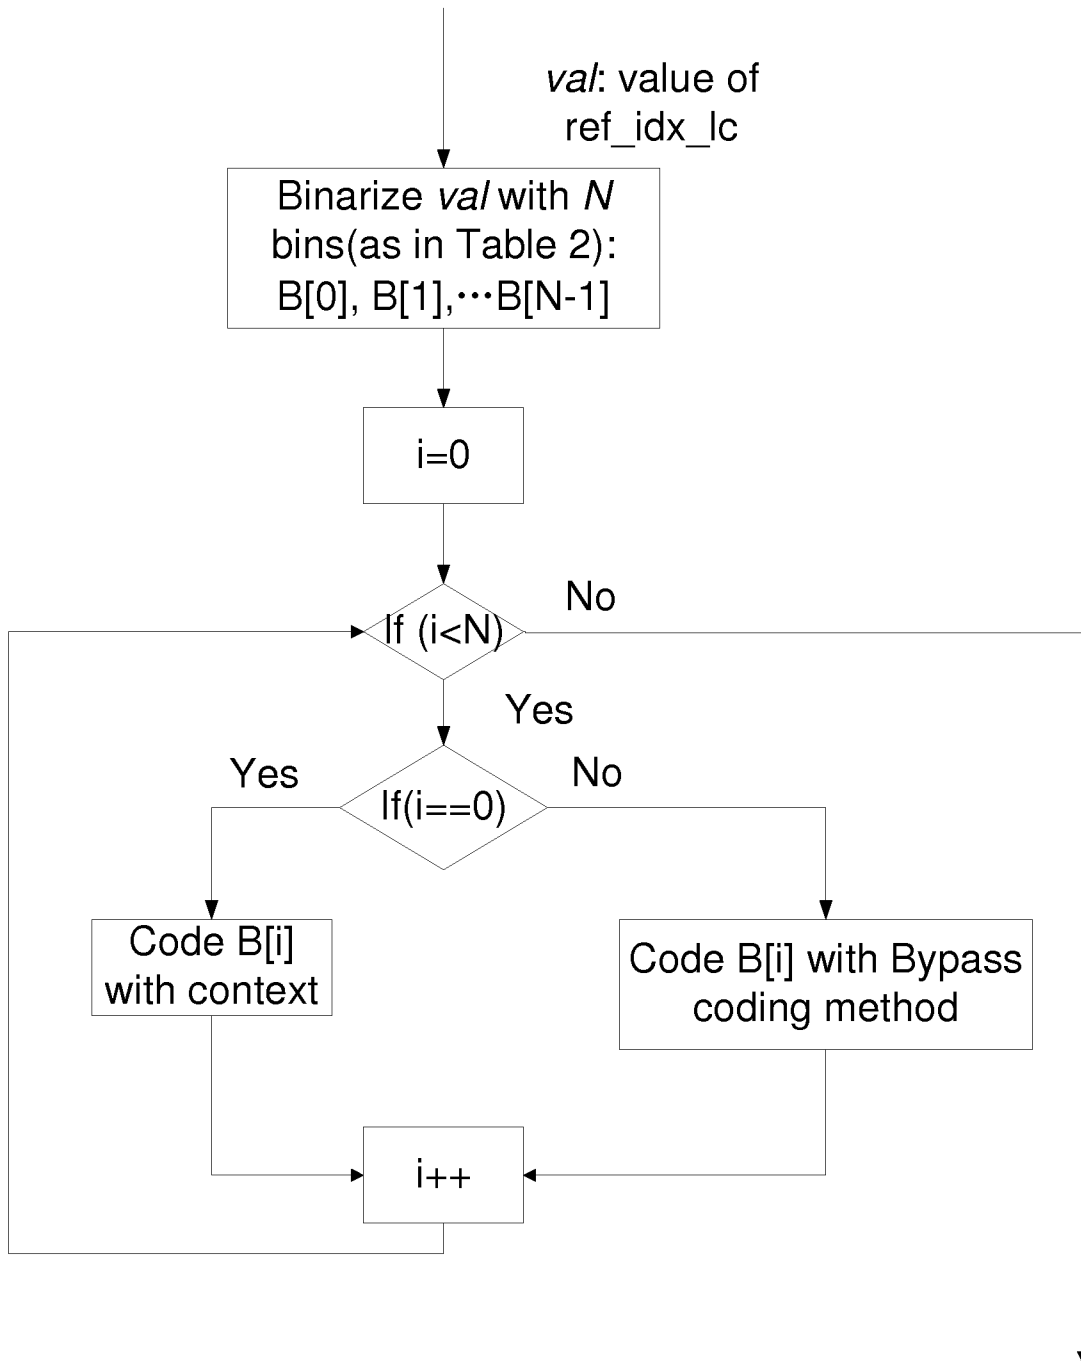 val: value of
ref_idx_lc
Binarize val with N
bins(as in Table 2):
B[0], B[1],⋯B[N-1]
i=0
No
If (i<N)
Yes
Yes
No
If(i==0)
Code B[i]
with context
Code B[i] with Bypass
coding method
i++